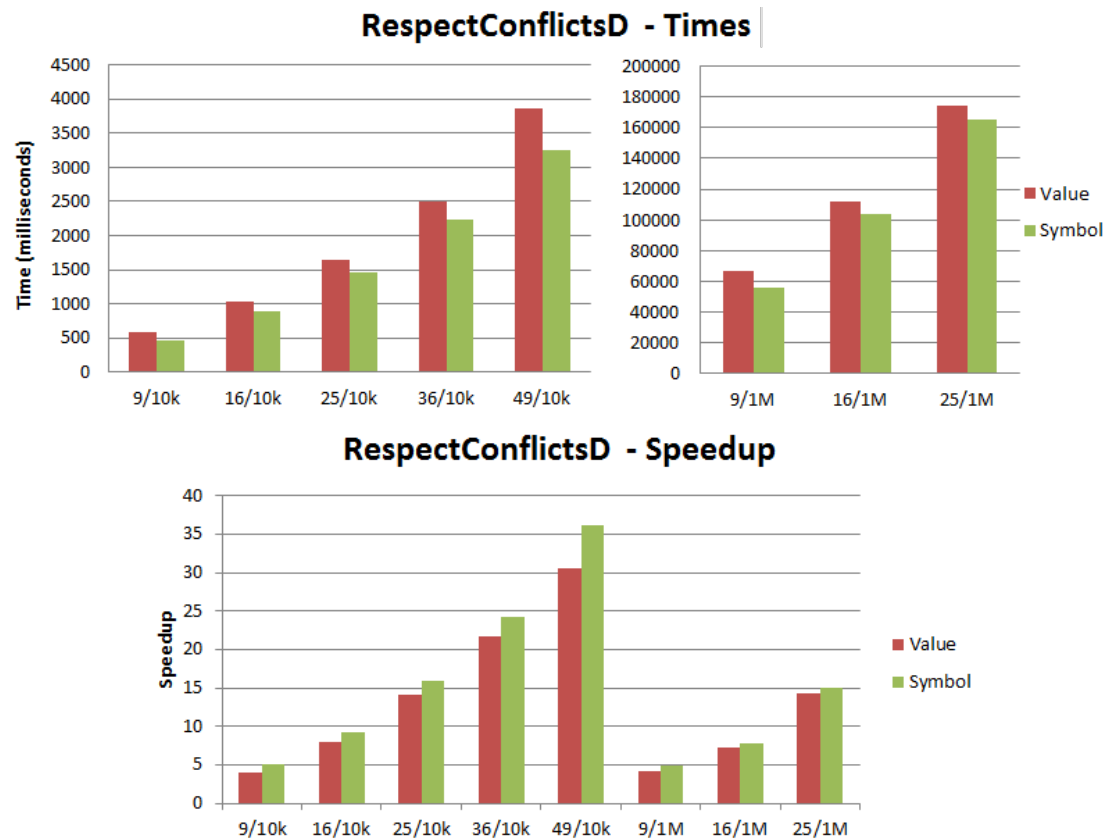 RespectConflictsD - Times
Time (milliseconds)
4500
4000
3500
3000
2500
2000
1500
1000
500
0
9/10k 16/10k 25/10k 36/10k 49/10k
200000
180000
160000
140000
120000
100000
80000
60000
40000
20000
0
9/1M 16/1M 25/1M
Value
Symbol
RespectConflictsD - Speedup
Speedup
40
35
30
25
20
15
10
5
0
9/10k 16/10k 25/10k 36/10k 49/10k 9/1M 16/1M 25/1M
Value
Symbol